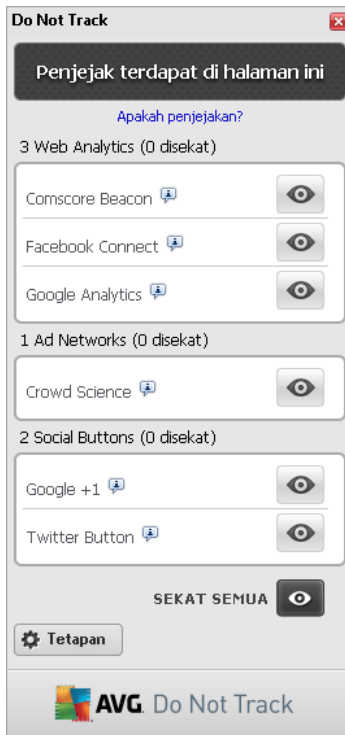 Do Not Track
Penjejak terdapat di halaman ini
Apakah penjejakan?
3 Web Analytics (0 disekat)
Comscore Beacon
Facebook Connect
Google Analytics
1 Ad Networks (0 disekat)
Crowd Science
2 Social Buttons (0 disekat)
Google +1
Twitter Button
SEKAT SEMUA
Tetapan
AVG. Do Not Track